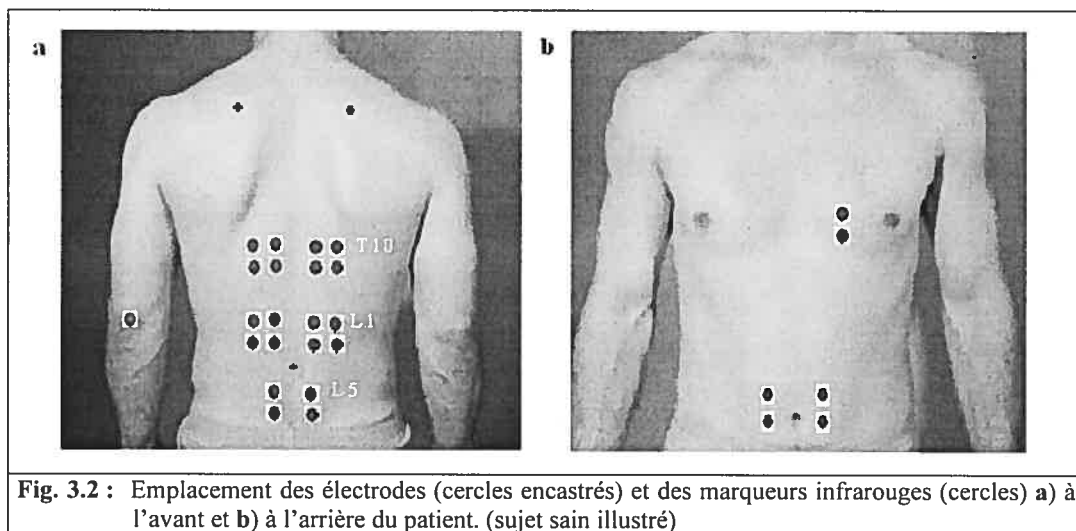 a
b
T10
L1
L5
Fig. 3.2 : Emplacement des électrodes (cercles encastrés) et des marqueurs infrarouges (cercles) a) à
l'avant et b) à l'arrière du patient. (sujet sain illustré)